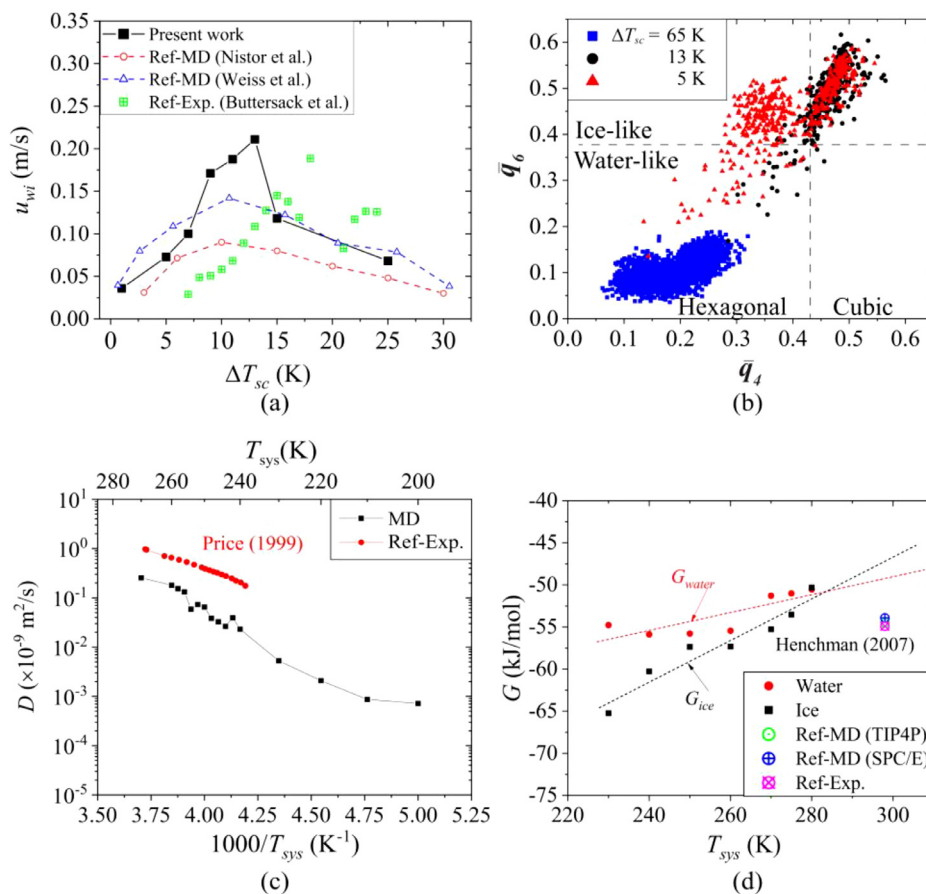 (a)
0.35
0.30
0.25
0.20
0.15
0.10
0.05
0.00
u_wi (m/s)
Present work
Ref-MD (Nistor et al.)
Ref-MD (Weiss et al.)
Ref-Exp. (Buttersack et al.)
0 5 10 15 20 25 30
ΔT_sc (K)
(a)
0.6
0.5
0.4
0.3
0.2
0.1
0.0
q̄_6
ΔT_sc = 65 K
13 K
5 K
Ice-like
Water-like
Hexagonal Cubic
0.0 0.1 0.2 0.3 0.4 0.5 0.6
q̄_4
(b)
T_sys(K)
280 260 240 220 200
10^1
10^0
10^-1
10^-2
10^-3
10^-4
10^-5
D (×10^-9 m²/s)
MD
Ref-Exp.
Price (1999)
3.50 3.75 4.00 4.25 4.50 4.75 5.00 5.25
1000/T_sys (K^-1)
(c)
-40
-45
-50
-55
-60
-65
-70
-75
G (kJ/mol)
G_water
G_ice
Henchman (2007)
Water
Ice
Ref-MD (TIP4P)
Ref-MD (SPC/E)
Ref-Exp.
220 240 260 280 300
T_sys (K)
(d)